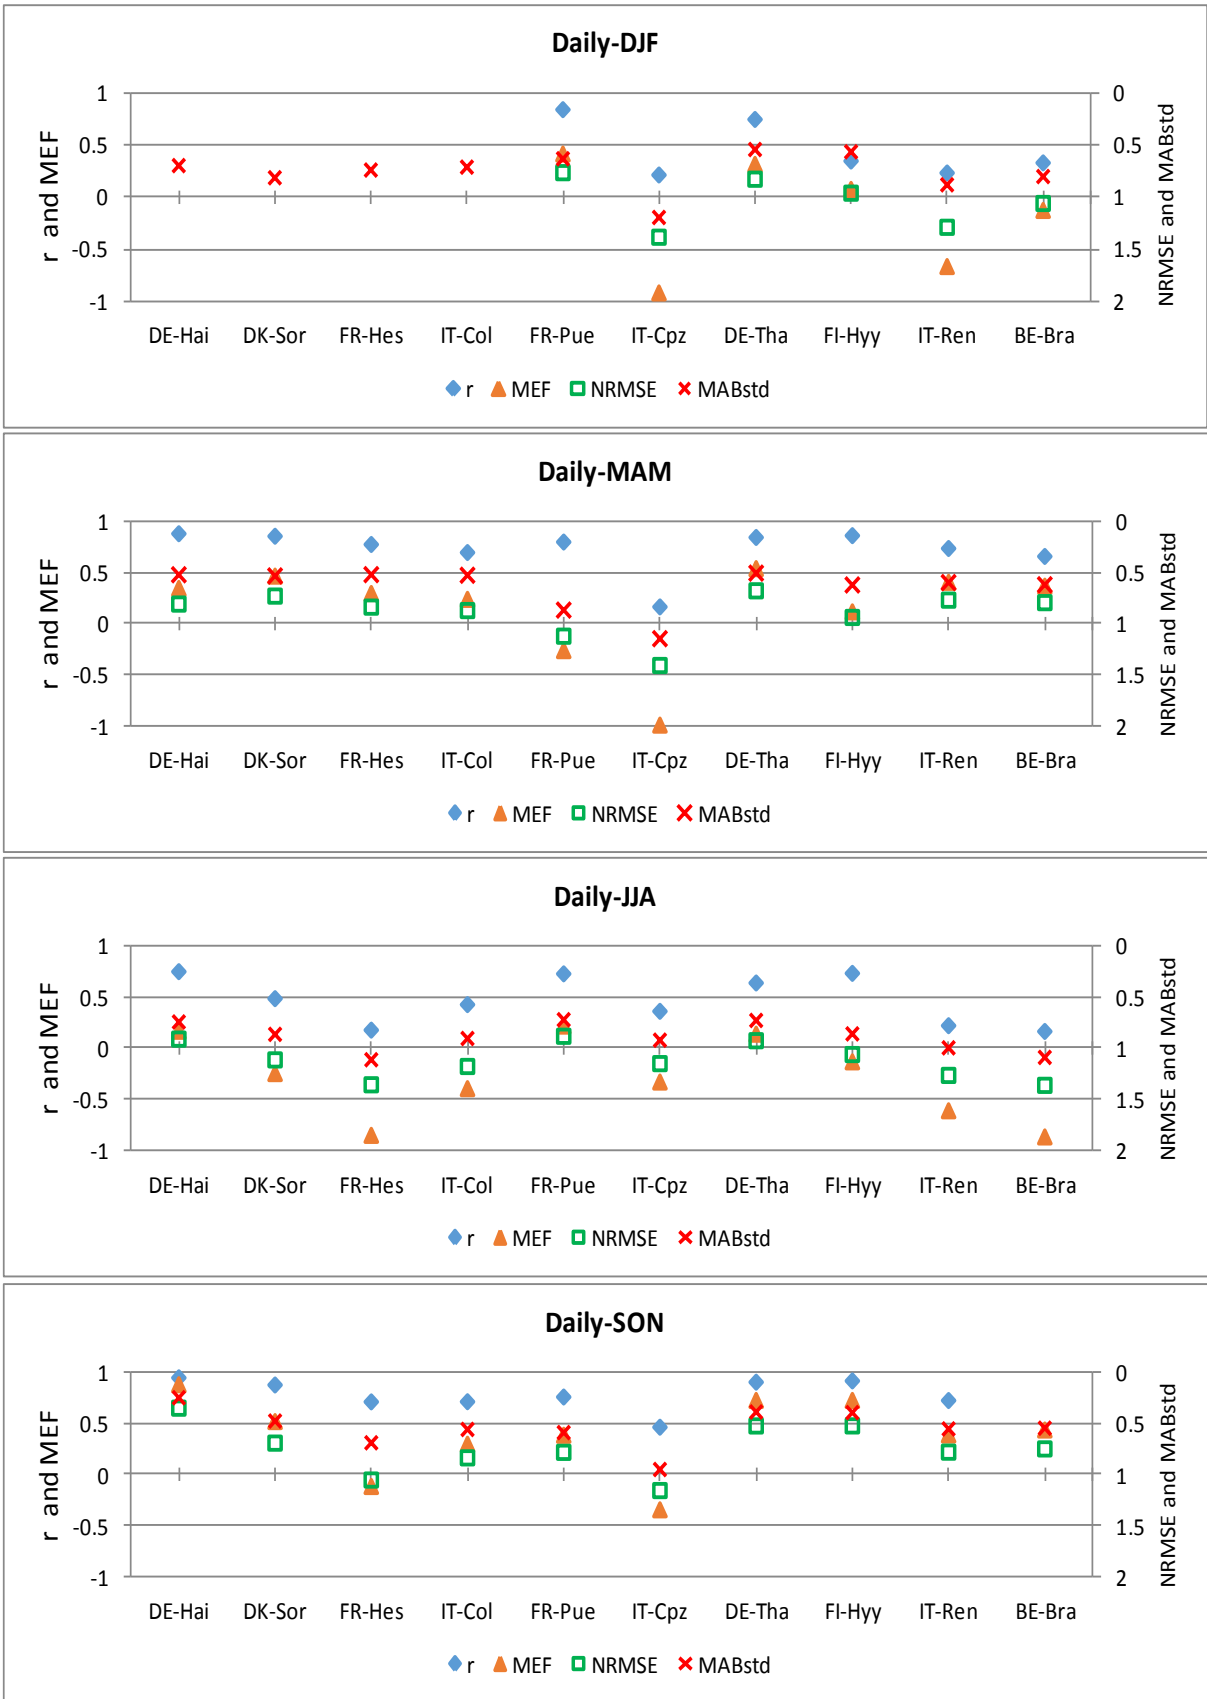 Daily-DJF
1 0
0.5 0.5
0 1
-0.5 1.5
-1 2
r and MEF
NRMSE and MABstd
DE-Hai DK-Sor FR-Hes IT-Col FR-Pue IT-Cpz DE-Tha FI-Hyy IT-Ren BE-Bra
r MEF NRMSE MABstd
Daily-MAM
1 0
0.5 0.5
0 1
-0.5 1.5
-1 2
r and MEF
NRMSE and MABstd
DE-Hai DK-Sor FR-Hes IT-Col FR-Pue IT-Cpz DE-Tha FI-Hyy IT-Ren BE-Bra
r MEF NRMSE MABstd
Daily-JJA
1 0
0.5 0.5
0 1
-0.5 1.5
-1 2
r and MEF
NRMSE and MABstd
DE-Hai DK-Sor FR-Hes IT-Col FR-Pue IT-Cpz DE-Tha FI-Hyy IT-Ren BE-Bra
r MEF NRMSE MABstd
Daily-SON
1 0
0.5 0.5
0 1
-0.5 1.5
-1 2
r and MEF
NRMSE and MABstd
DE-Hai DK-Sor FR-Hes IT-Col FR-Pue IT-Cpz DE-Tha FI-Hyy IT-Ren BE-Bra
r MEF NRMSE MABstd